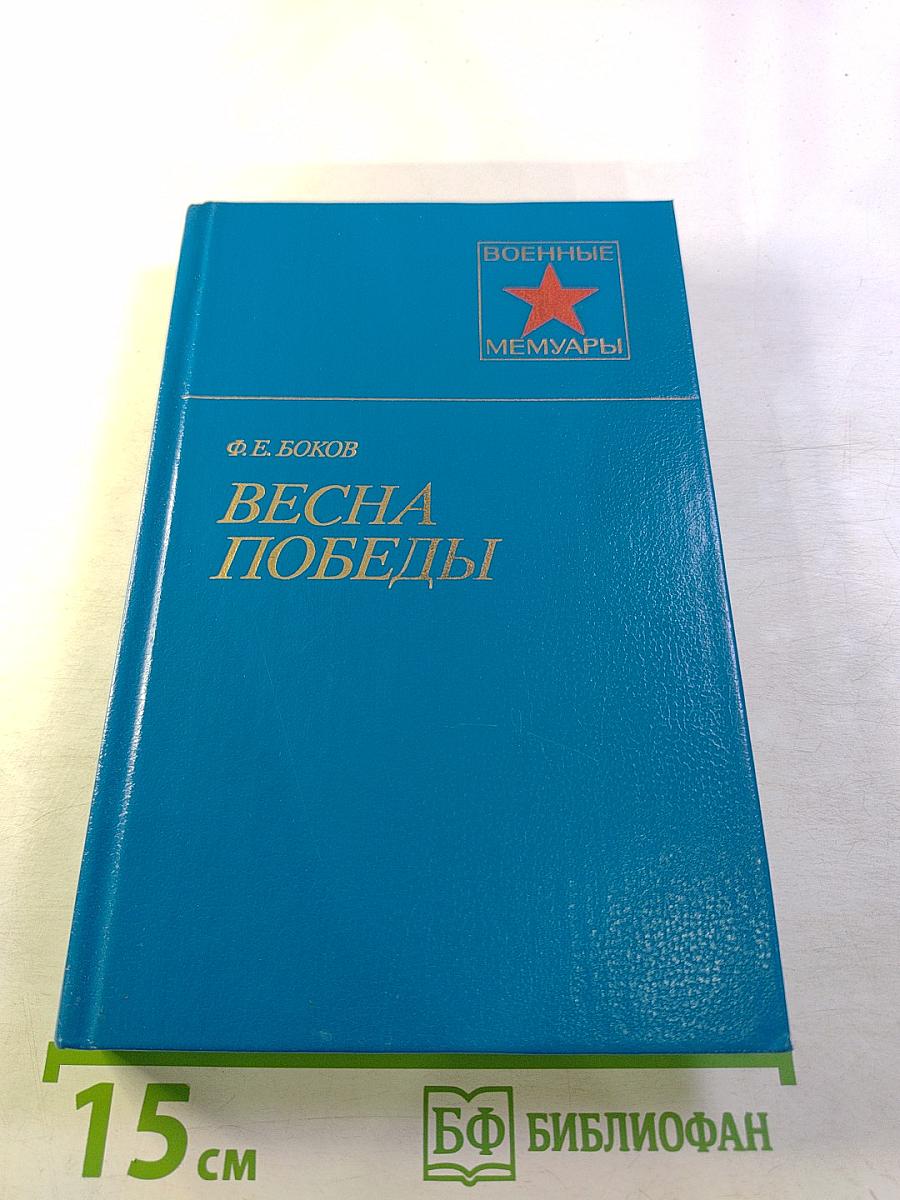 ВОЕННЫЕ
МЕМУАРЫ
Ф. Е. БОКОВ
ВЕСНА
ПОБЕДЫ
15 см
БФ БИБЛИОФАН